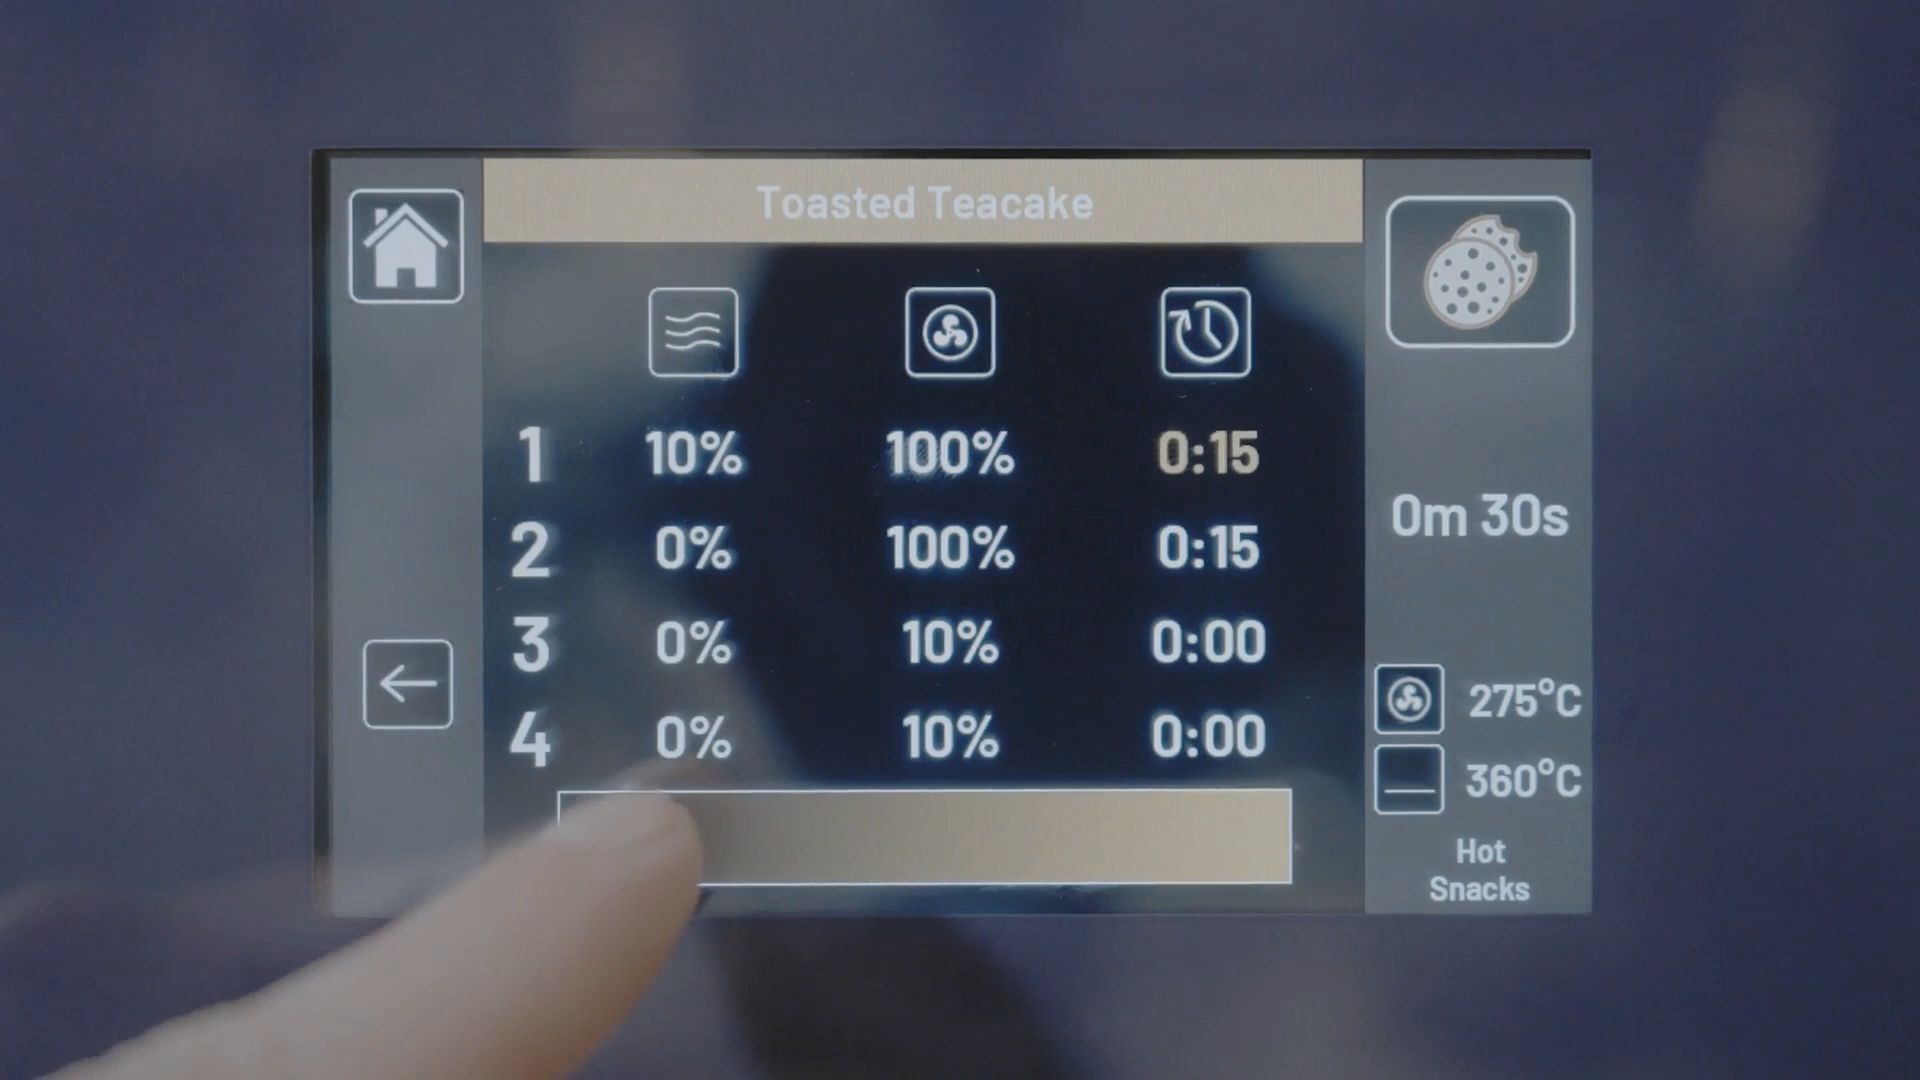 Toasted Teacake
1 10% 100% 0:15
2 0% 100% 0:15
3 0% 10% 0:00
4 0% 10% 0:00
0m 30s
275°C
360°C
Hot
Snacks